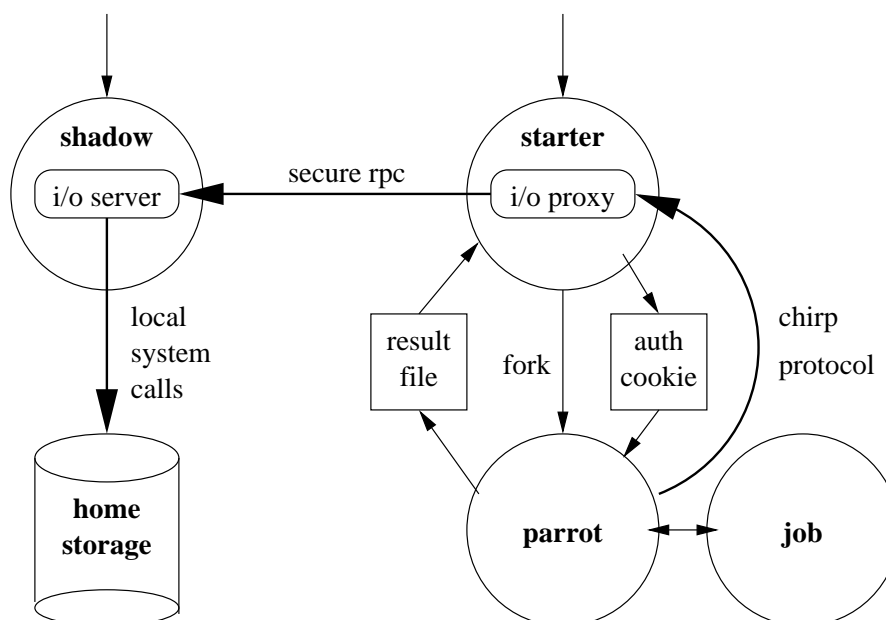 shadow
i/o server
secure rpc
starter
i/o proxy
local
system
calls
result
file
fork
auth
cookie
chirp
protocol
home
storage
parrot
job